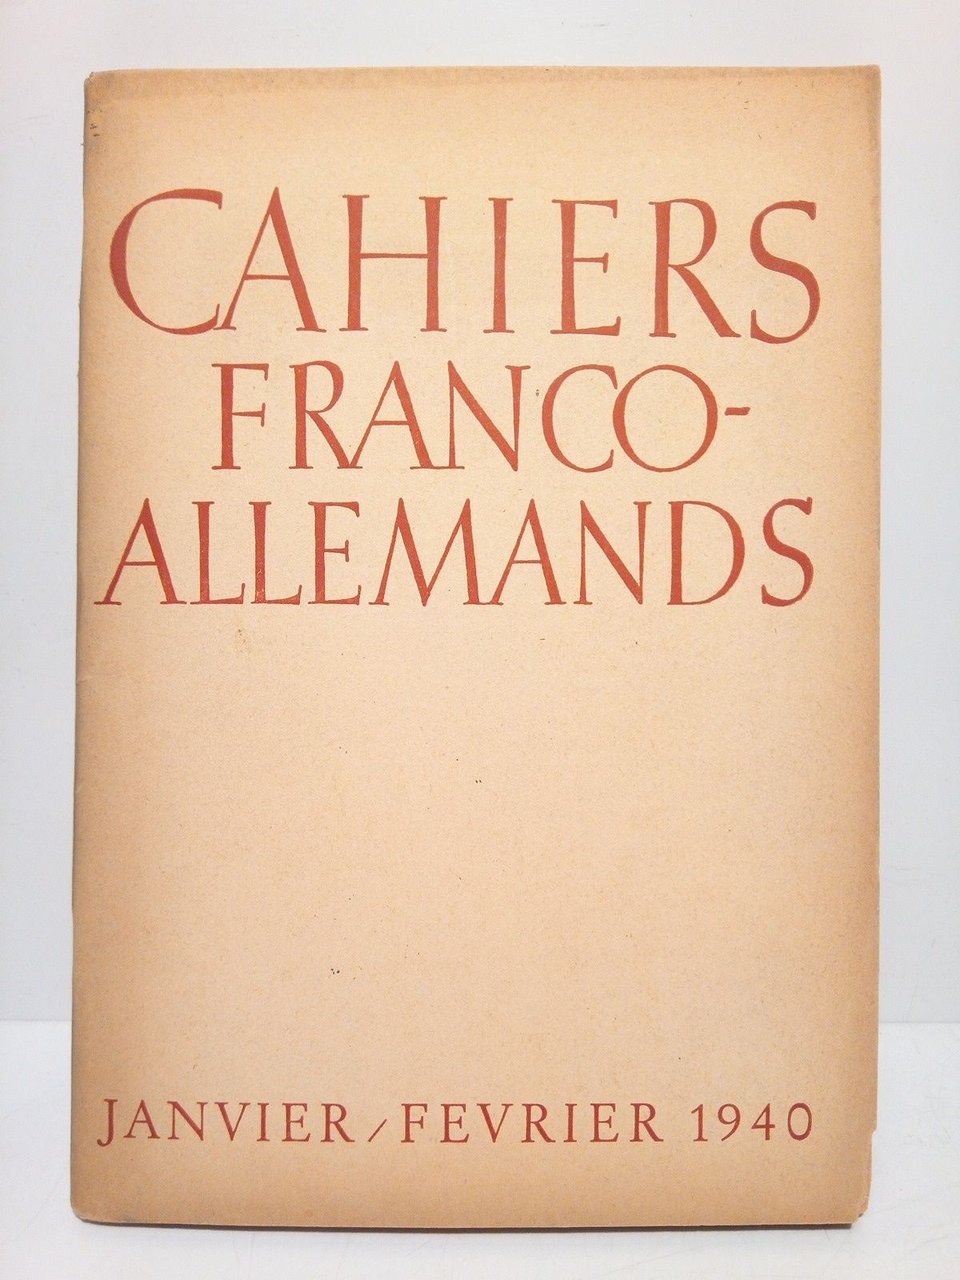 CAHIERS
FRANCO-
ALLEMANDS
JANVIER / FEVRIER 1940